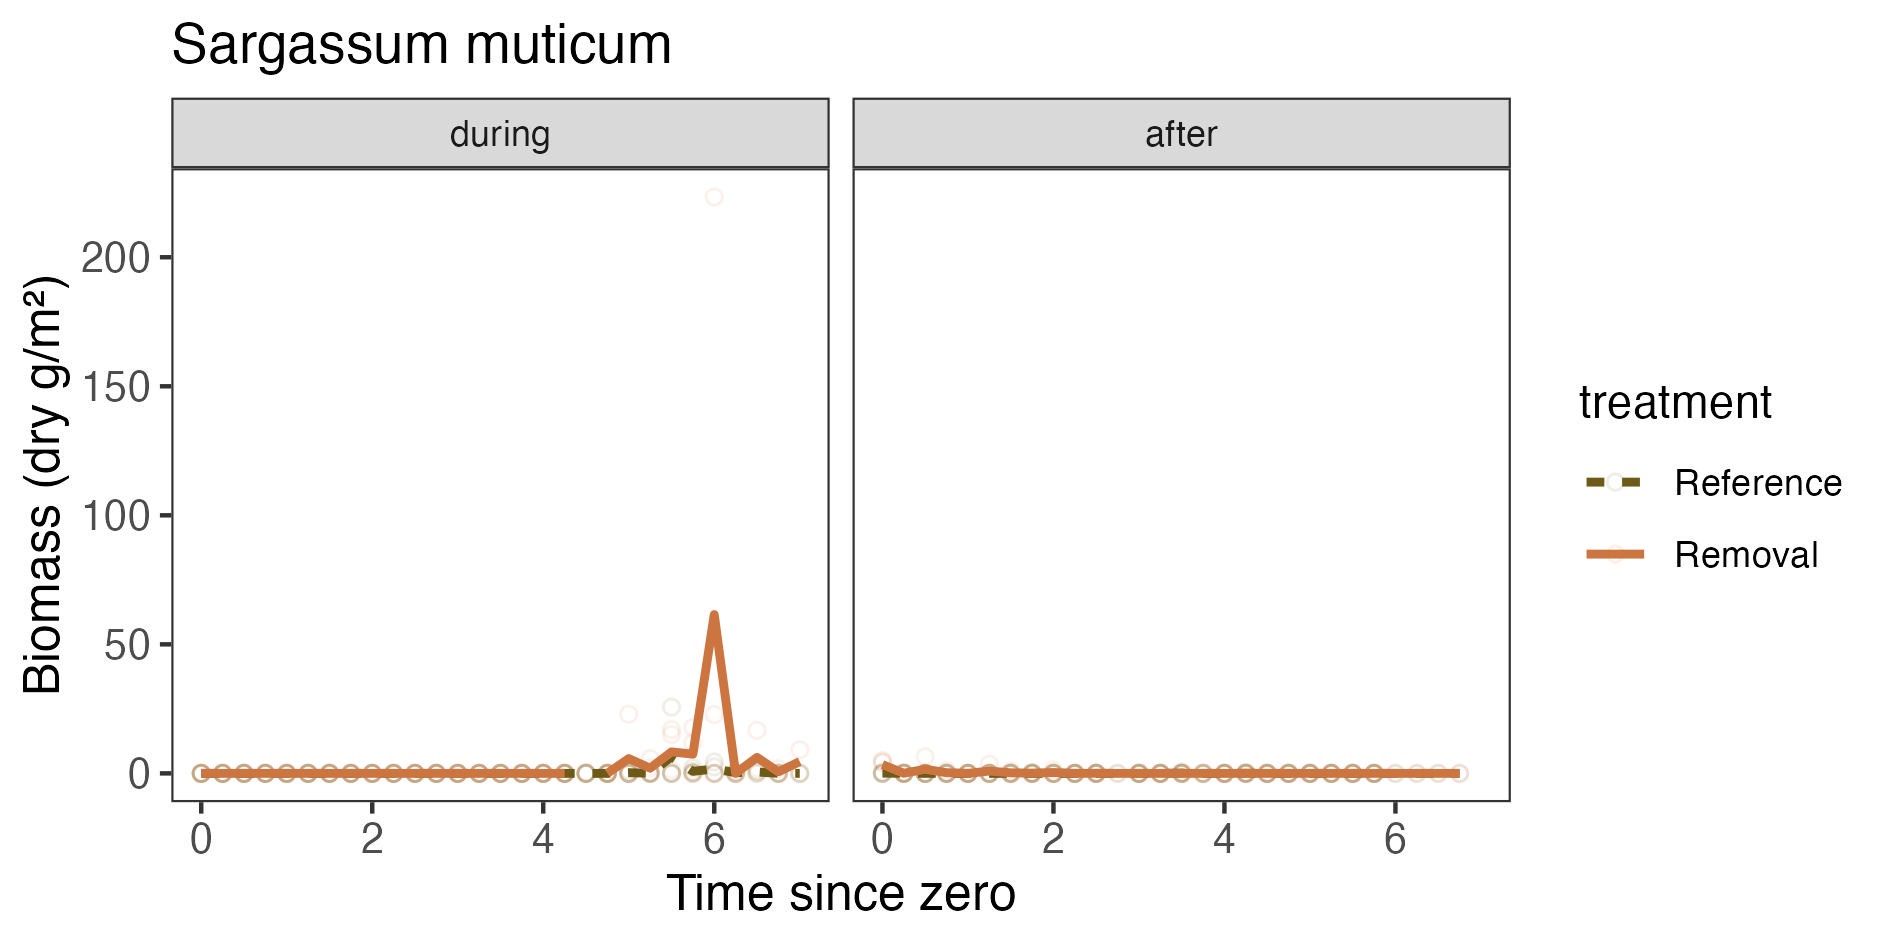 Sargassum muticum
during
after
Biomass (dry g/m²)
200
150
100
50
0
0 2 4 6
0 2 4 6
Time since zero
treatment
Reference
Removal